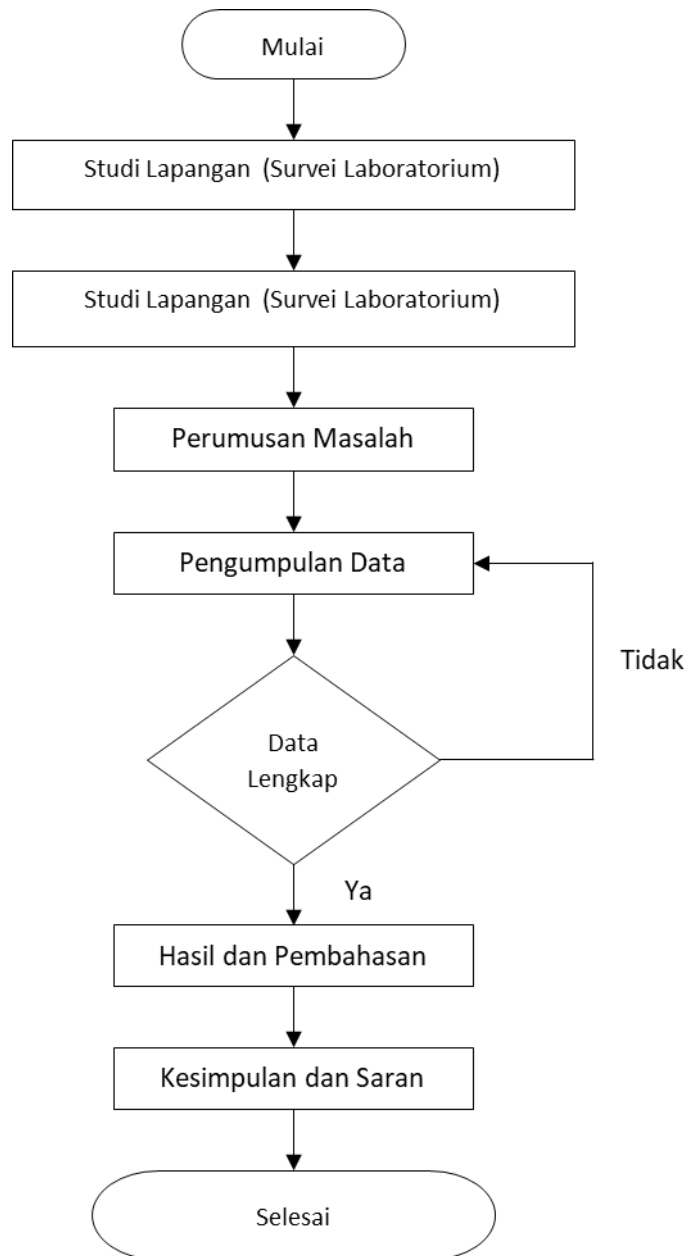 Mulai
Studi Lapangan (Survei Laboratorium)
Studi Lapangan (Survei Laboratorium)
Perumusan Masalah
Pengumpulan Data
Tidak
Data
Lengkap
Ya
Hasil dan Pembahasan
Kesimpulan dan Saran
Selesai